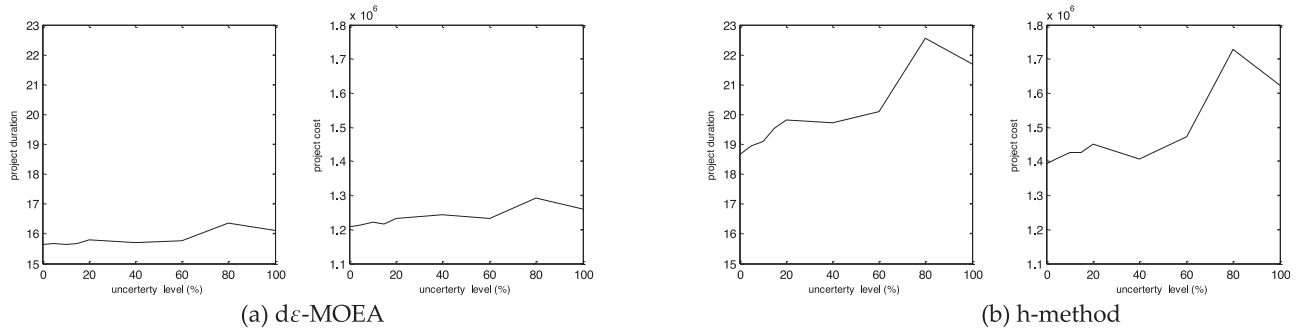 23
22
21
20
19
18
17
16
15
project duration
0 20 40 60 80 100
uncerterty level (%)
x 10^6
1.8
1.7
1.6
1.5
1.4
1.3
1.2
1.1
project cost
0 20 40 60 80 100
uncerterty level (%)
(a) dε-MOEA
23
22
21
20
19
18
17
16
15
project duration
0 20 40 60 80 100
uncerterty level (%)
x 10^6
1.8
1.7
1.6
1.5
1.4
1.3
1.2
1.1
project cost
0 20 40 60 80 100
uncerterty level (%)
(b) h-method